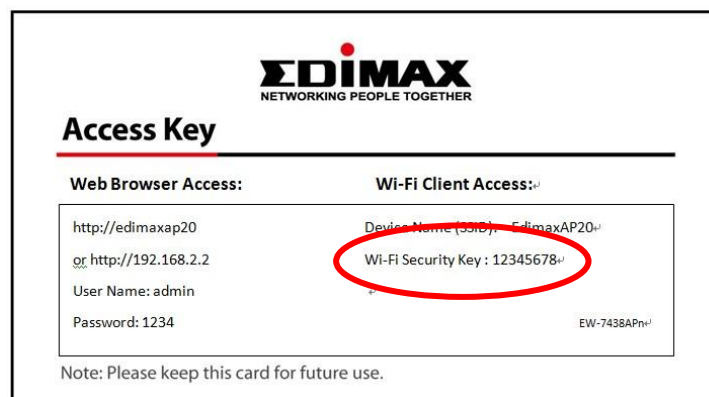 EDIMAX
NETWORKING PEOPLE TOGETHER
Access Key
Web Browser Access:
Wi-Fi Client Access:
http://edimaxap20
Device Name (SSID): EdimaxAP20
or http://192.168.2.2
Wi-Fi Security Key : 12345678
User Name: admin
Password: 1234
EW-7438APn
Note: Please keep this card for future use.